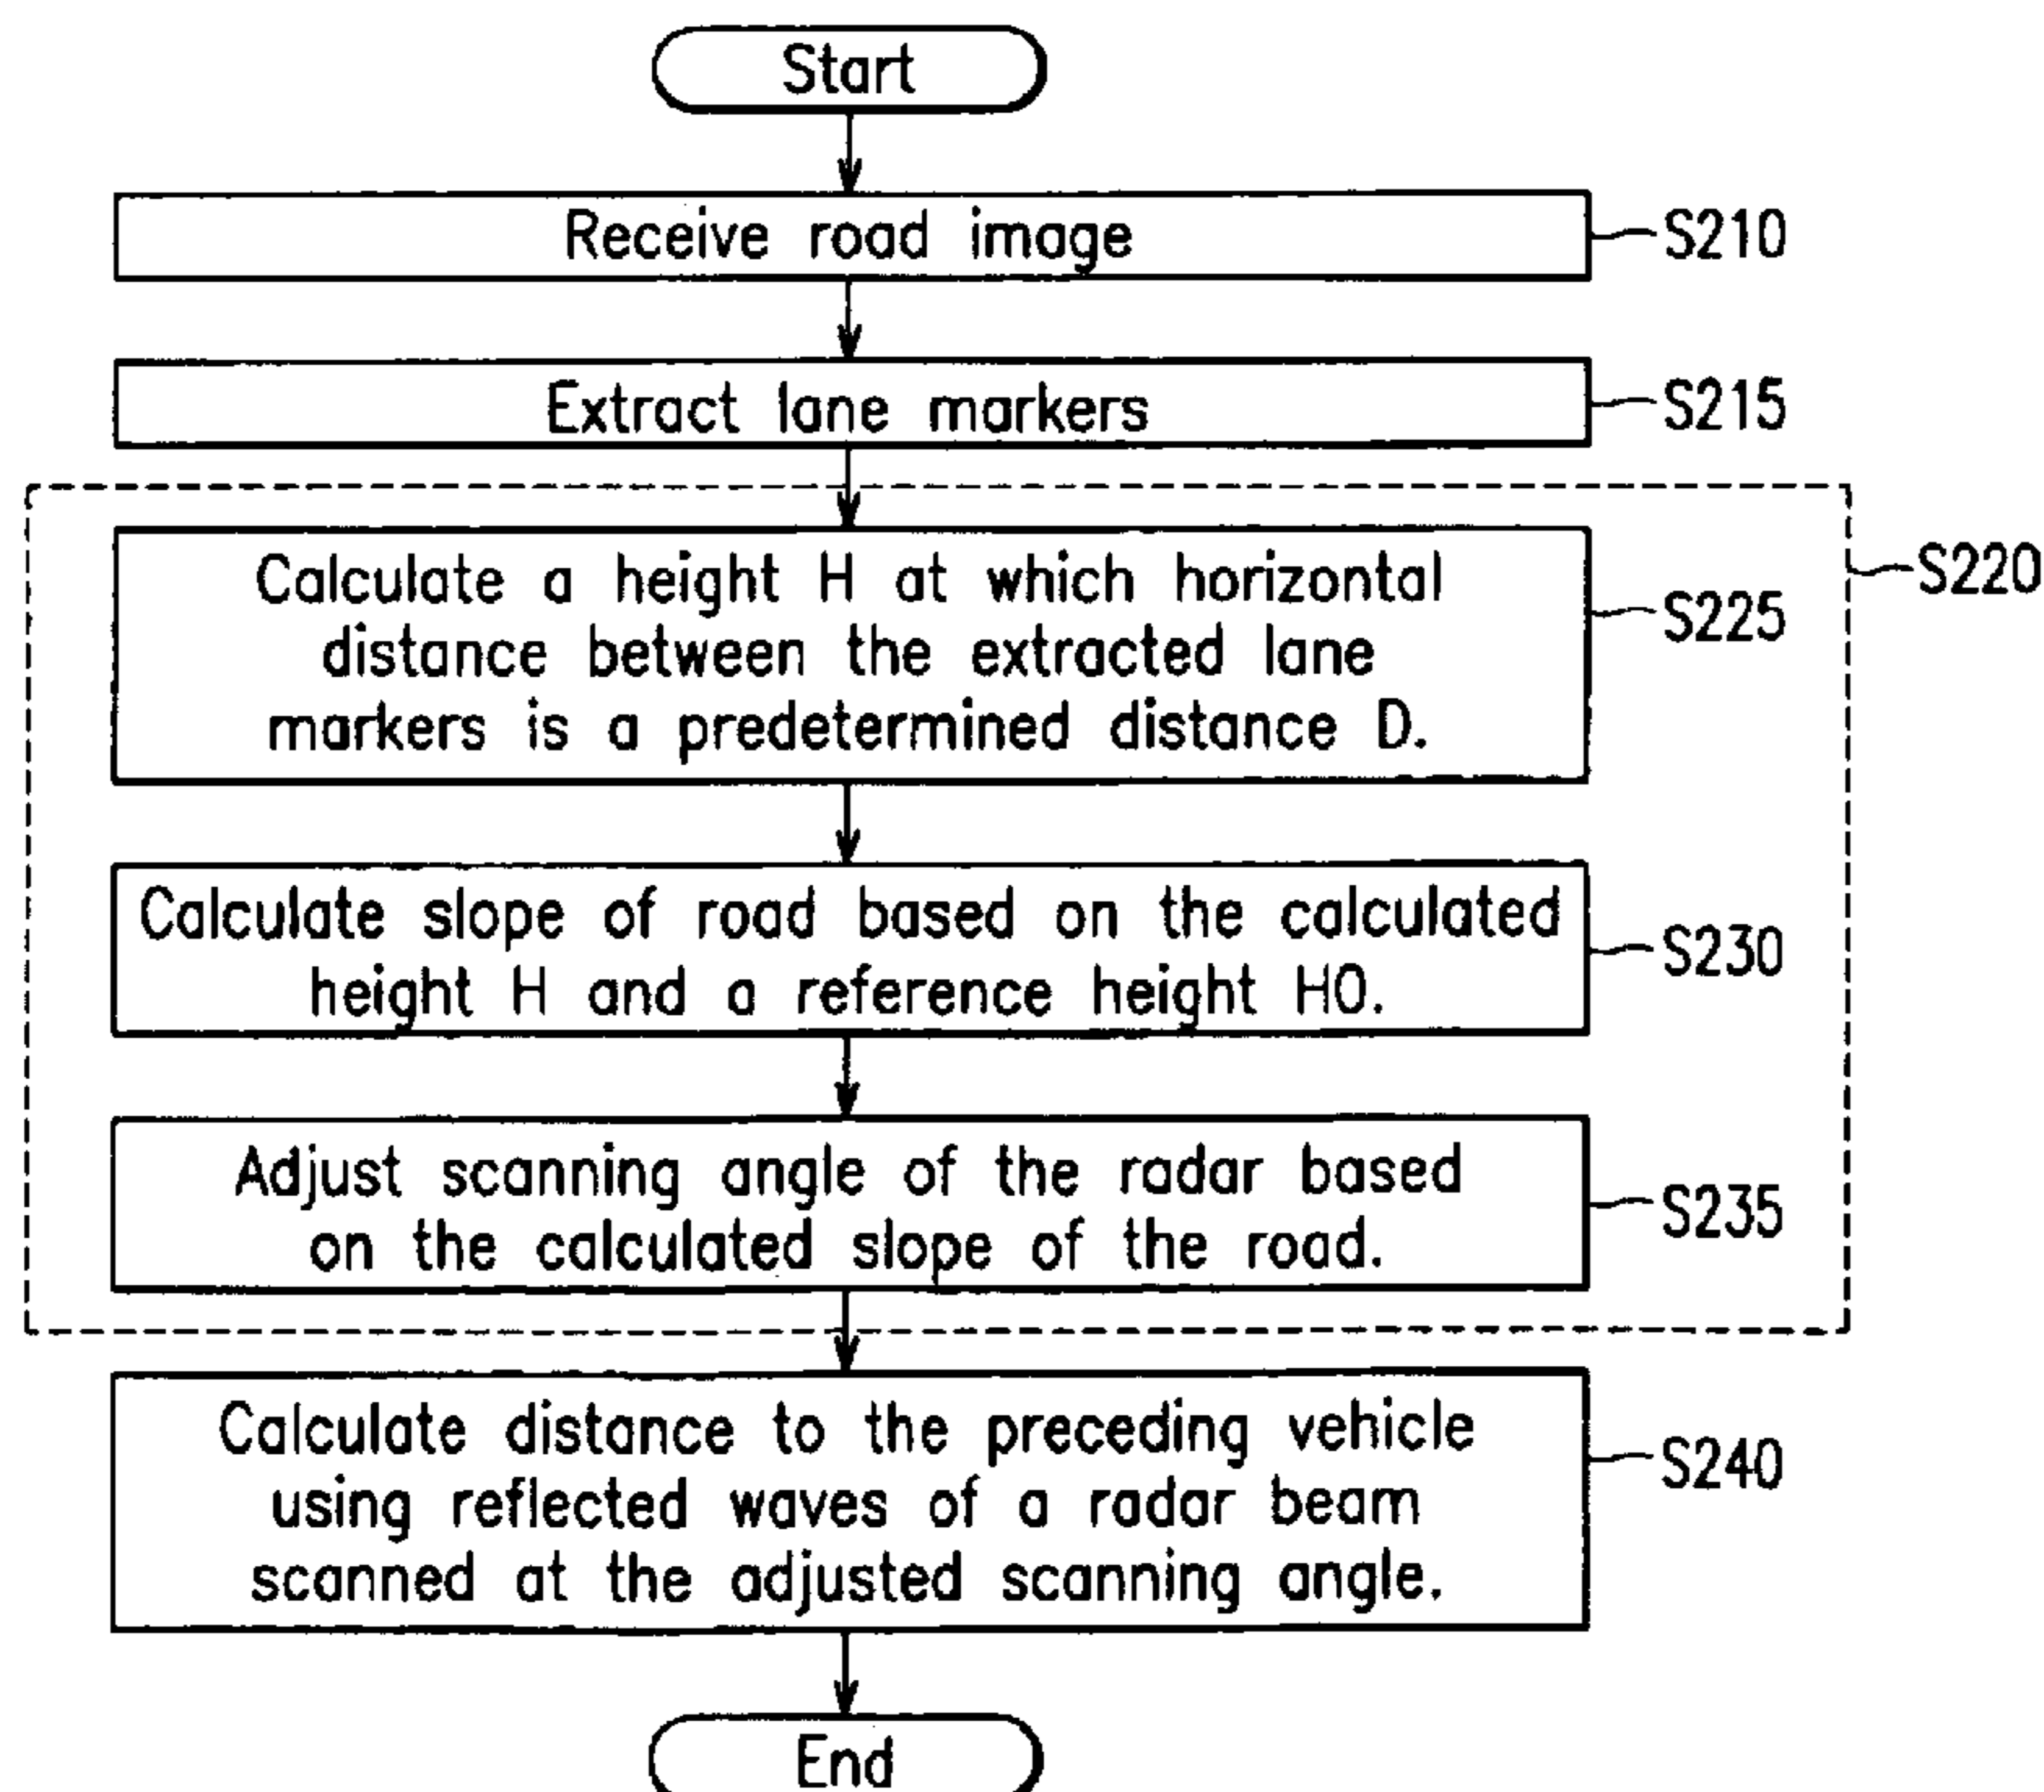 Start
Receive road image
S210
Extract lane markers
S215
S220
Calculate a height H at which horizontal
distance between the extracted lane
markers is a predetermined distance D.
S225
Calculate slope of road based on the calculated
height H and a reference height H0.
S230
Adjust scanning angle of the radar based
on the calculated slope of the road.
S235
Calculate distance to the preceding vehicle
using reflected waves of a radar beam
scanned at the adjusted scanning angle.
S240
End